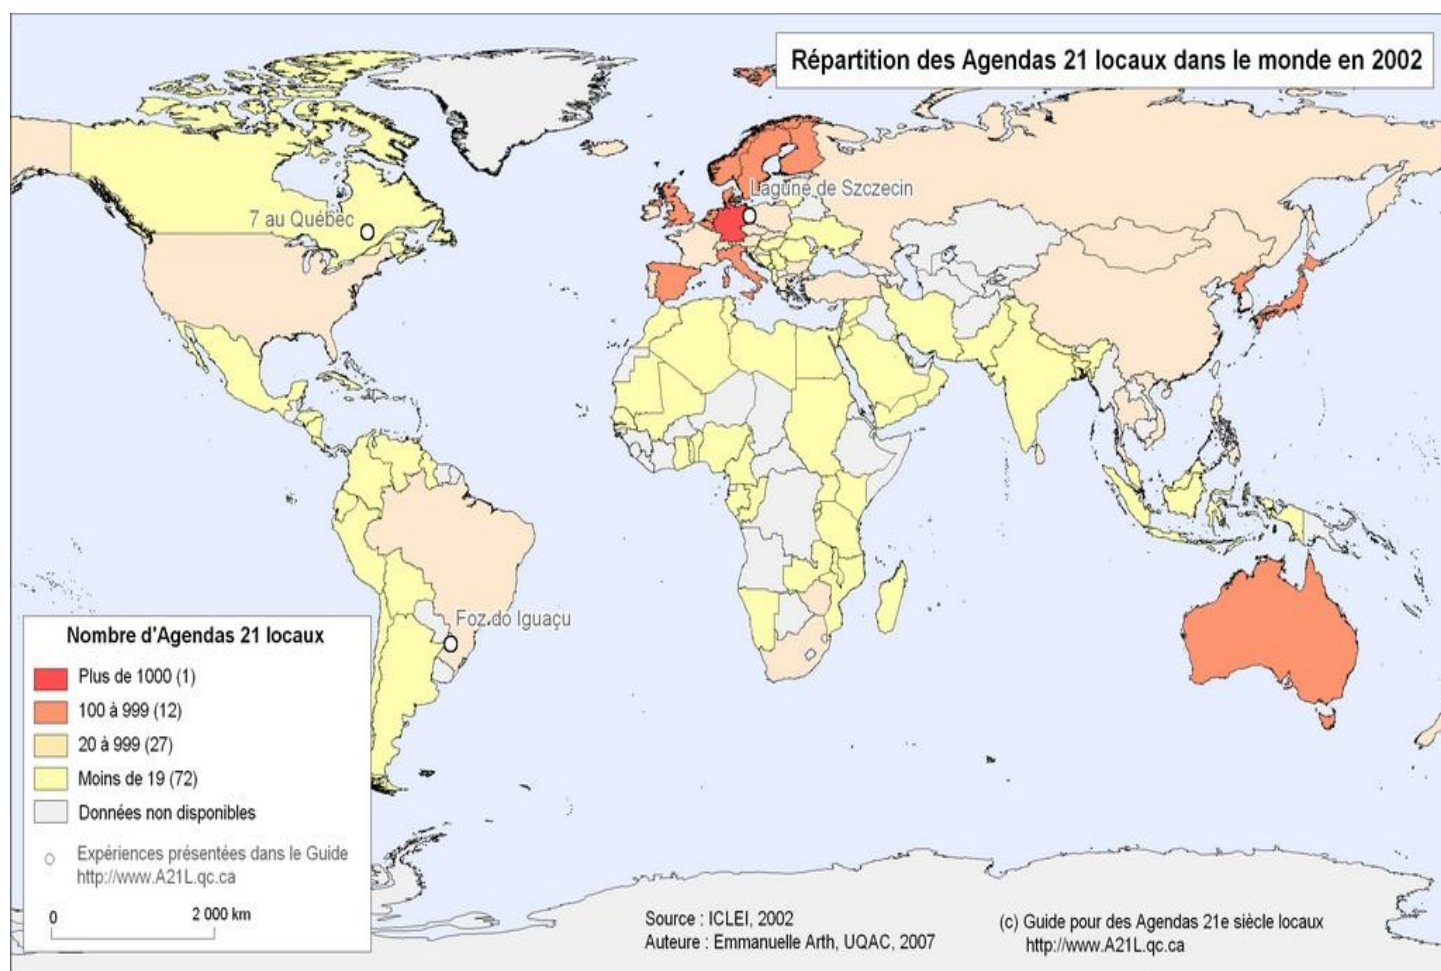 Répartition des Agendas 21 locaux dans le monde en 2002
Lagune de Szczecin
7 au Québec
Foz do Iguaçu
Nombre d'Agendas 21 locaux
Plus de 1000 (1)
100 à 999 (12)
20 à 999 (27)
Moins de 19 (72)
Données non disponibles
Expériences présentées dans le Guide
http://www.A21L.qc.ca
0 2 000 km
Source : ICLEI, 2002
Auteure : Emmanuelle Arth, UQAC, 2007
(c) Guide pour des Agendas 21e siècle locaux
http://www.A21L.qc.ca